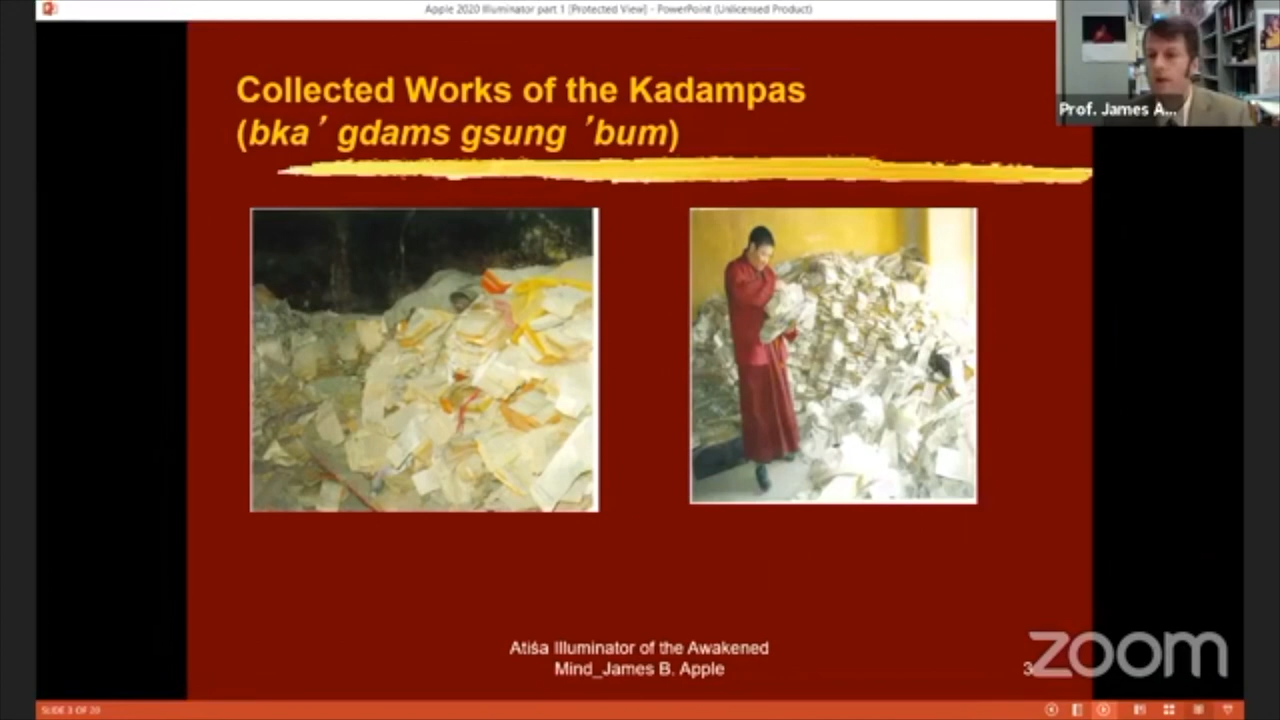 Apple 2020 Illuminator part 1 [Protected View] - PowerPoint (Unlicensed Product)
Collected Works of the Kadampas
(bka ʹ gdams gsung ʹbum)
Prof. James A...
Atiśa Illuminator of the Awakened
Mind_James B. Apple
3
zoom
SLIDE 3 OF 20